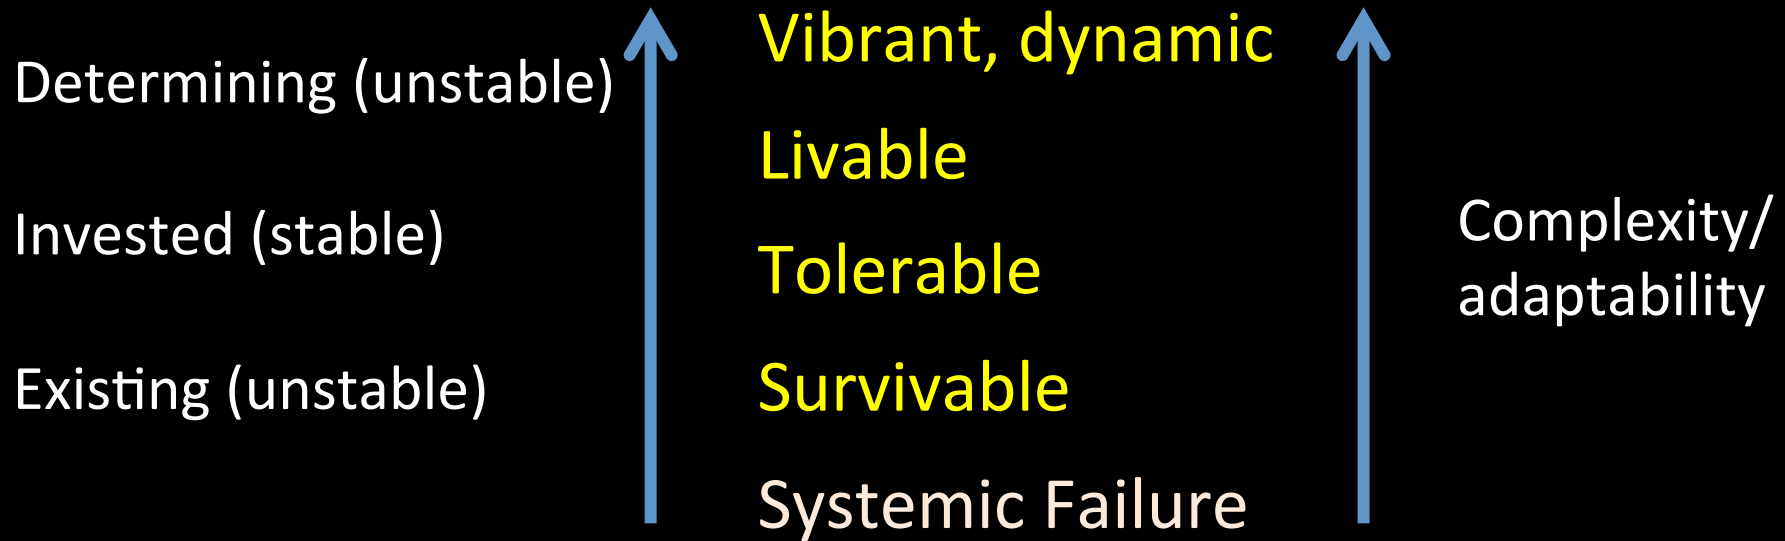 Determining (unstable)
Invested (stable)
Existing (unstable)
Vibrant, dynamic
Livable
Tolerable
Survivable
Systemic Failure
Complexity/
adaptability